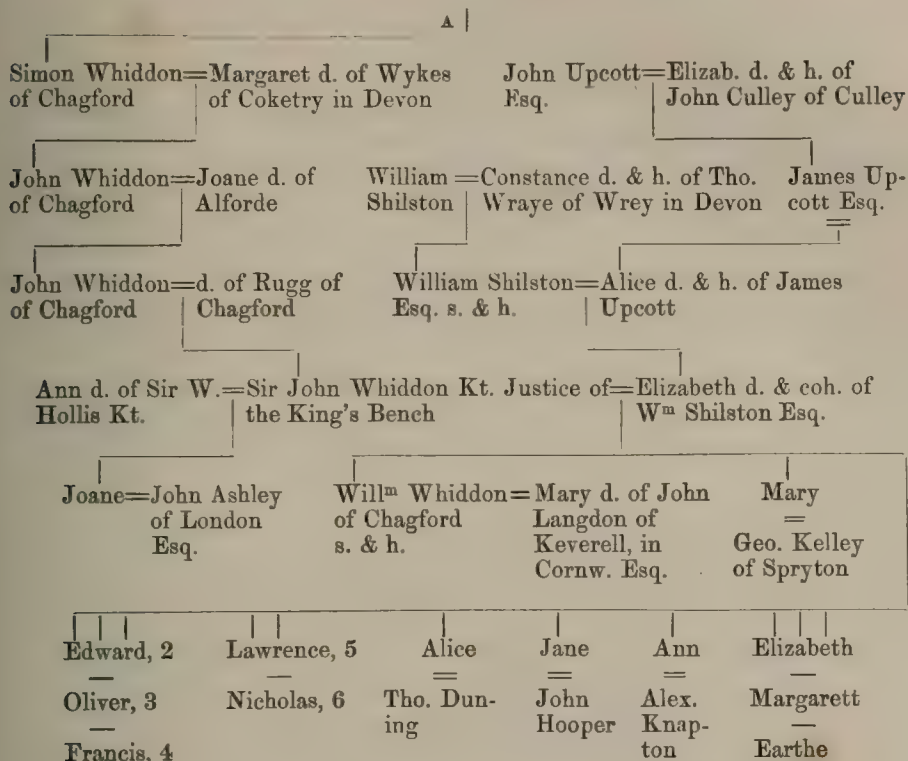 A
Simon Whiddon=Margaret d. of Wykes
of Chagford of Coketry in Devon
John Upcott=Elizab. d. & h. of
Esq. John Culley of Culley
John Whiddon=Joane d. of
of Chagford Alforde
William=Constance d. & h. of Tho.
Shilston Wraye of Wrey in Devon
James Up-
cott Esq.
=
John Whiddon=d. of Rugg of
of Chagford Chagford
William Shilston=Alice d. & h. of James
Esq. s. & h. Upcott
Ann d. of Sir W.=Sir John Whiddon Kt. Justice of=Elizabeth d. & coh. of
Hollis Kt. the King's Bench Wm Shilston Esq.
Joane=John Ashley
of London
Esq.
Willm Whiddon=Mary d. of John
of Chagford Langdon of
s. & h. Keverell, in
Cornw. Esq.
Mary
=
Geo. Kelley
of Spryton
Edward, 2
—
Oliver, 3
—
Francis, 4
Lawrence, 5
—
Nicholas, 6
Alice
=
Tho. Dun-
ing
Jane
=
John
Hooper
Ann
=
Alex.
Knap-
ton
Elizabeth
—
Margarett
—
Earthe